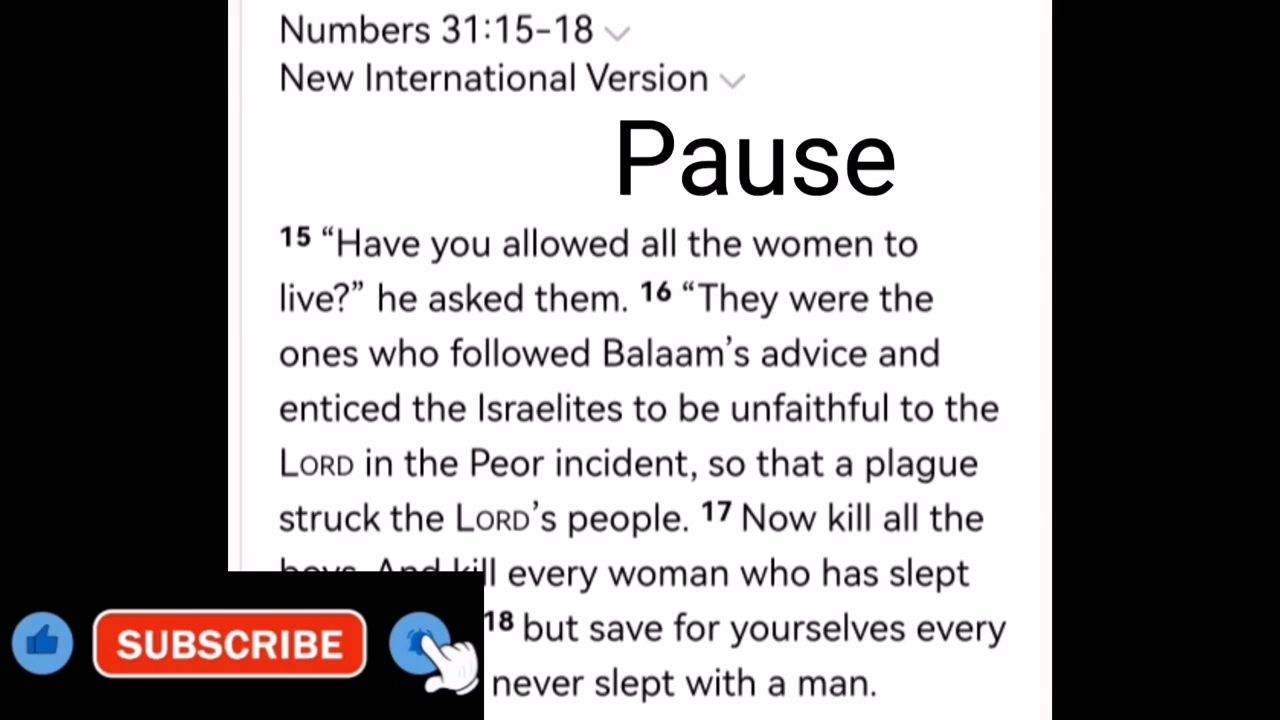 Numbers 31:15-18
New International Version
Pause
15 “Have you allowed all the women to
live?” he asked them. 16 “They were the
ones who followed Balaam’s advice and
enticed the Israelites to be unfaithful to the
LORD in the Peor incident, so that a plague
struck the LORD’s people. 17 Now kill all the
boys. And kill every woman who has slept
18 but save for yourselves every
SUBSCRIBE
never slept with a man.